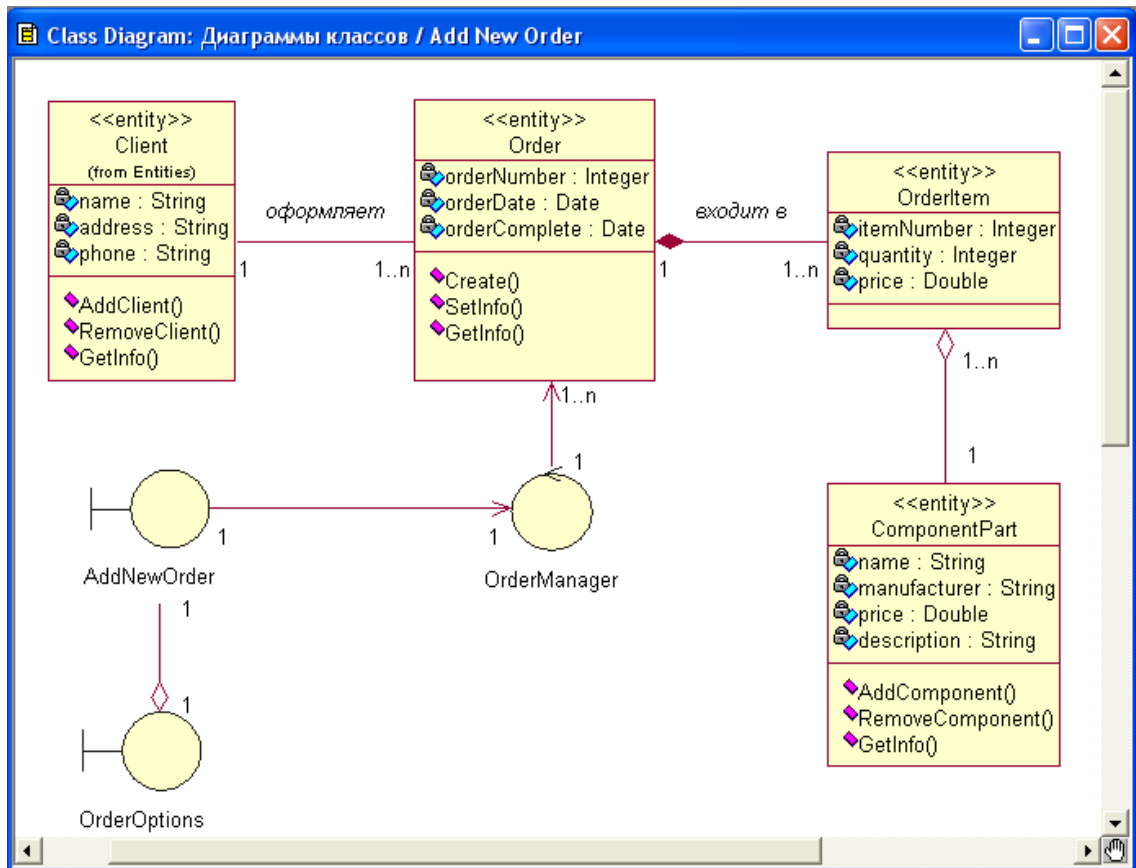 Class Diagram: Диаграммы классов / Add New Order
<<entity>>
Client
(from Entities)
name : String
address : String
phone : String
AddClient()
RemoveClient()
GetInfo()
оформляет
1
1..n
<<entity>>
Order
orderNumber : Integer
orderDate : Date
orderComplete : Date
Create()
SetInfo()
GetInfo()
входит в
1
1..n
<<entity>>
OrderItem
itemNumber : Integer
quantity : Integer
price : Double
1..n
1
1..n
1
AddNewOrder
1
1
OrderManager
<<entity>>
ComponentPart
name : String
manufacturer : String
price : Double
description : String
AddComponent()
RemoveComponent()
GetInfo()
1
1
OrderOptions